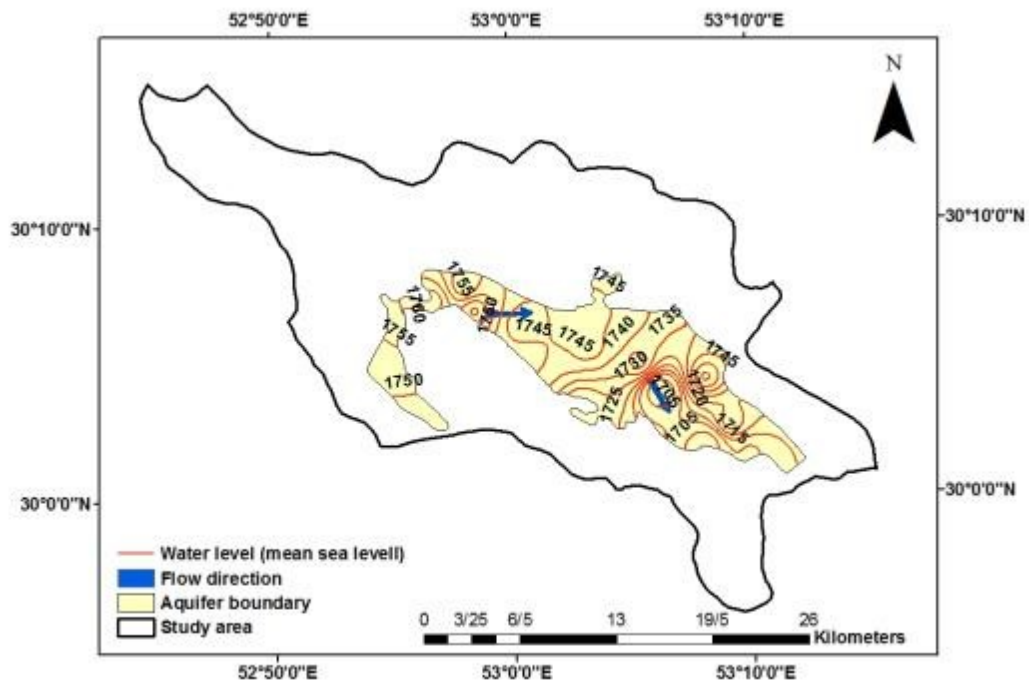 52°50'0"E 53°0'0"E 53°10'0"E
N
30°10'0"N 30°10'0"N
1745
1755
1760
1750
1745
1745
1740
1735
1755
1730
1745
1750
1705
1720
1725
1705
1715
30°0'0"N 30°0'0"N
Water level (mean sea levell)
Flow direction
Aquifer boundary
Study area
0 3/25 6/5 13 19/5 26
Kilometers
52°50'0"E 53°0'0"E 53°10'0"E